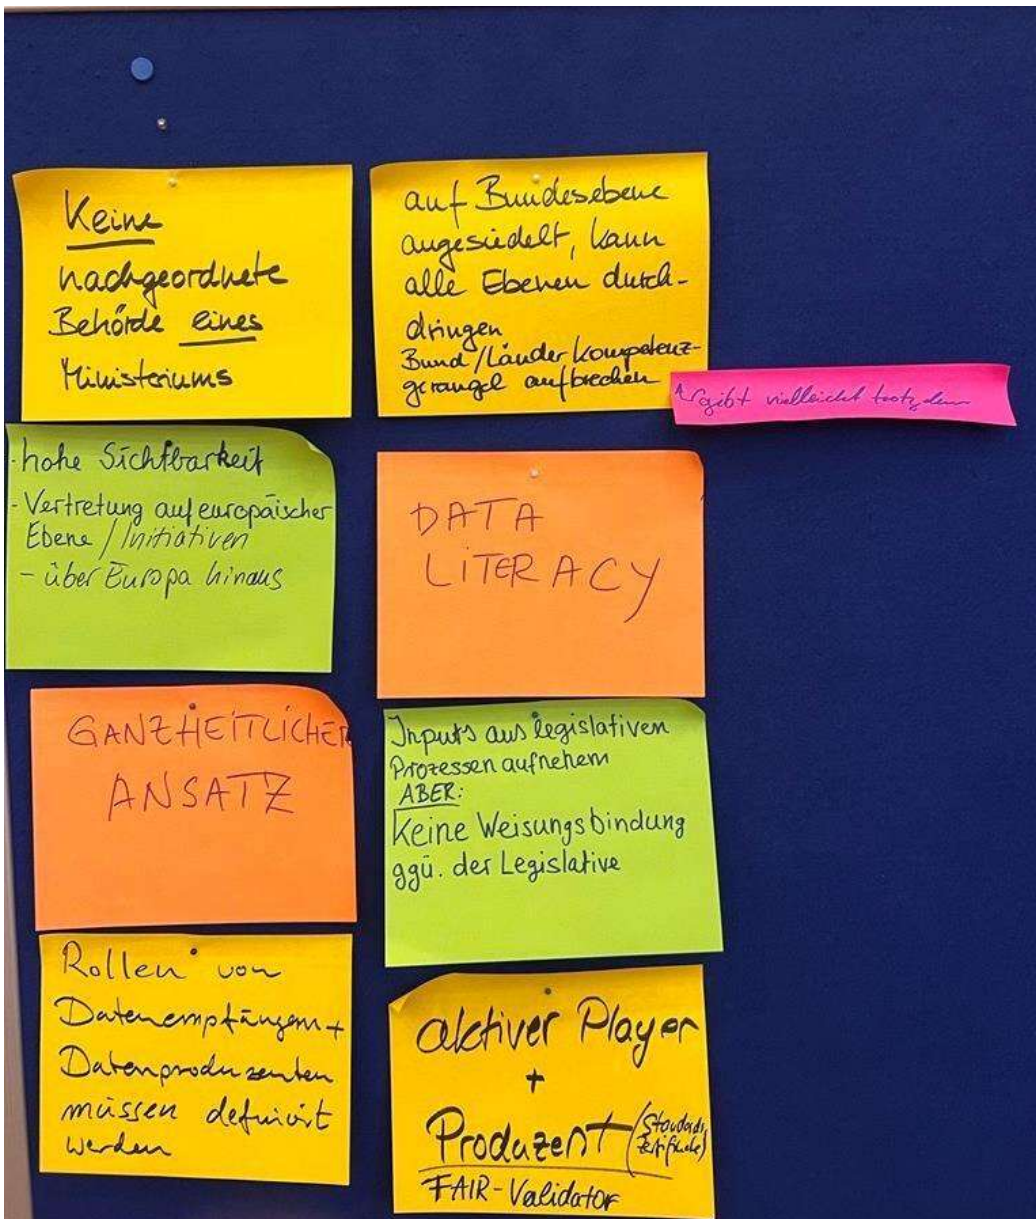 Keine
nachgeordnete
Behörde eines
Ministeriums
auf Bundesebene
angesiedelt, kann
alle Ebenen durch-
dringen
Bund/Länder Kompetenz-
gerangel aufbrechen
gibt vielleicht trotzdem
- hohe Sichtbarkeit
- Vertretung auf europäischer
Ebene / Initiativen
- über Europa hinaus
DATA
LITERACY
GANZHEITLICHER
ANSATZ
Inputs aus legislativen
Prozessen aufnehem
ABER:
Keine Weisungsbindung
ggü. der Legislative
Rollen von
Datenempfängern +
Datenproduzenten
müssen definiert
werden
aktiver Player
+
Produzent (Standards,
Zertifikate)
FAIR-Validator